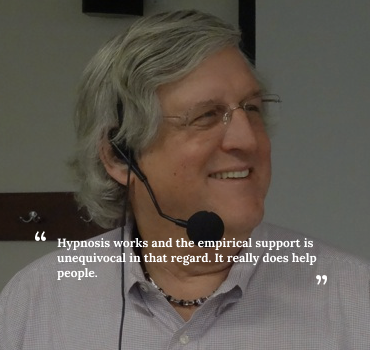 “ Hypnosis works and the empirical support is
unequivocal in that regard. It really does help
people. ”